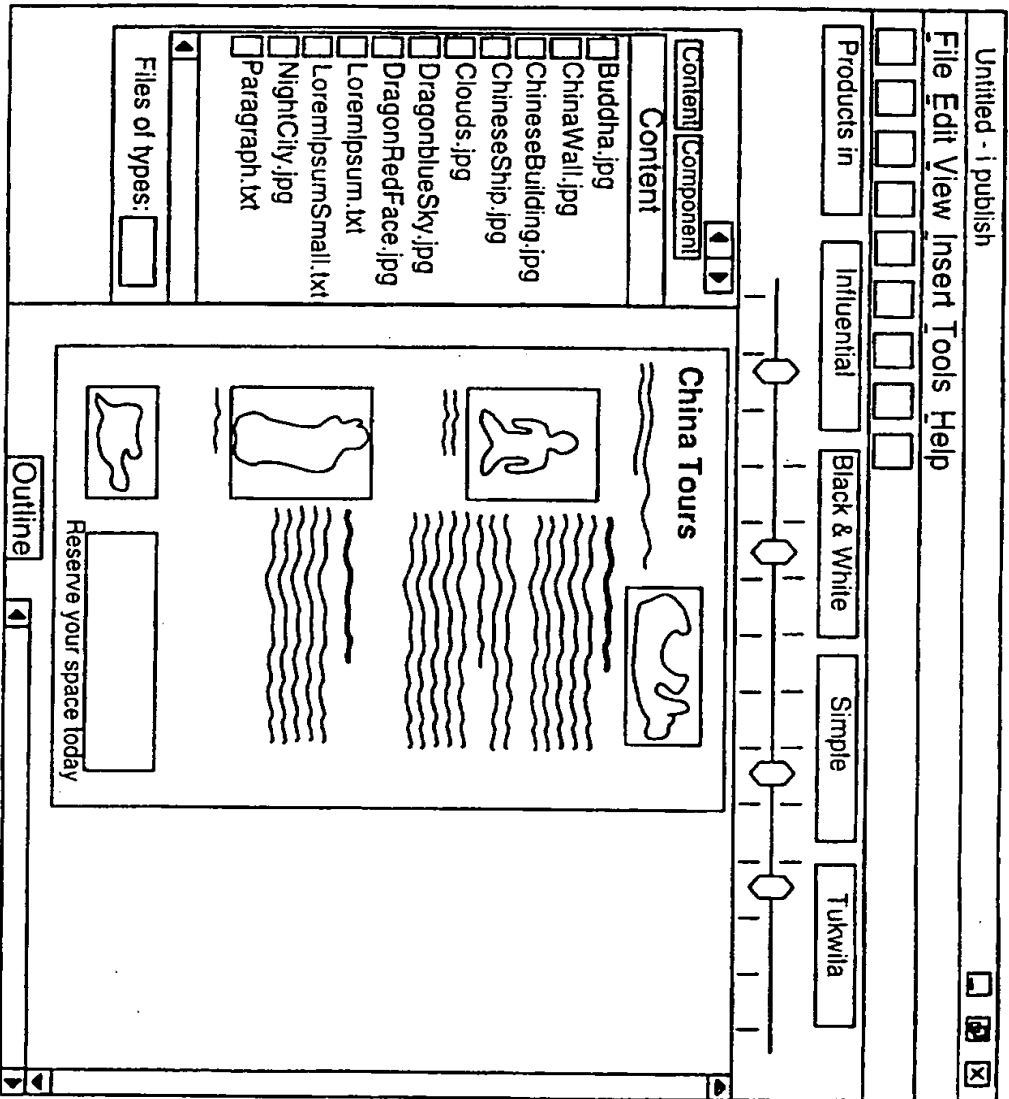 Untitled - i publish
File Edit View Insert Tools Help
Products in
Influential
Black & White
Simple
Tukwila
Content Component
Content
Buddha.jpg
ChinaWall.jpg
ChineseBuilding.jpg
ChineseShip.jpg
Clouds.jpg
DragonblueSky.jpg
DragonRedFace.jpg
LoremIpsum.txt
LoremIpsumSmall.txt
NightCity.jpg
Paragraph.txt
Files of types:
China Tours
Reserve your space today
Outline